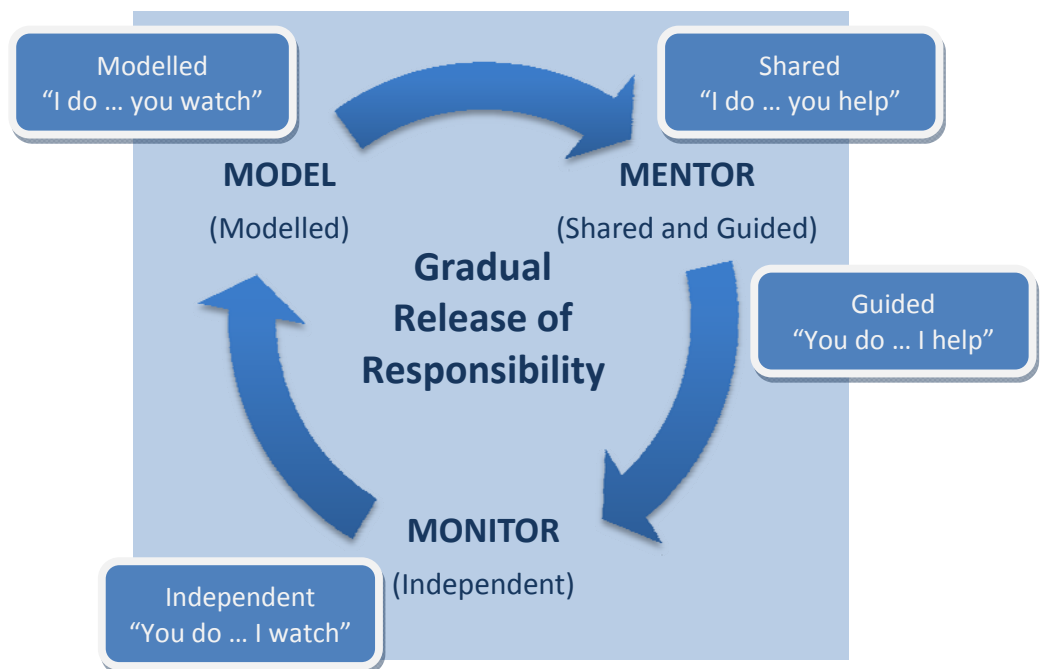 Modelled
“I do … you watch”
Shared
“I do … you help”
MODEL
(Modelled)
MENTOR
(Shared and Guided)
Gradual
Release of
Responsibility
Guided
“You do … I help”
MONITOR
(Independent)
Independent
“You do … I watch”